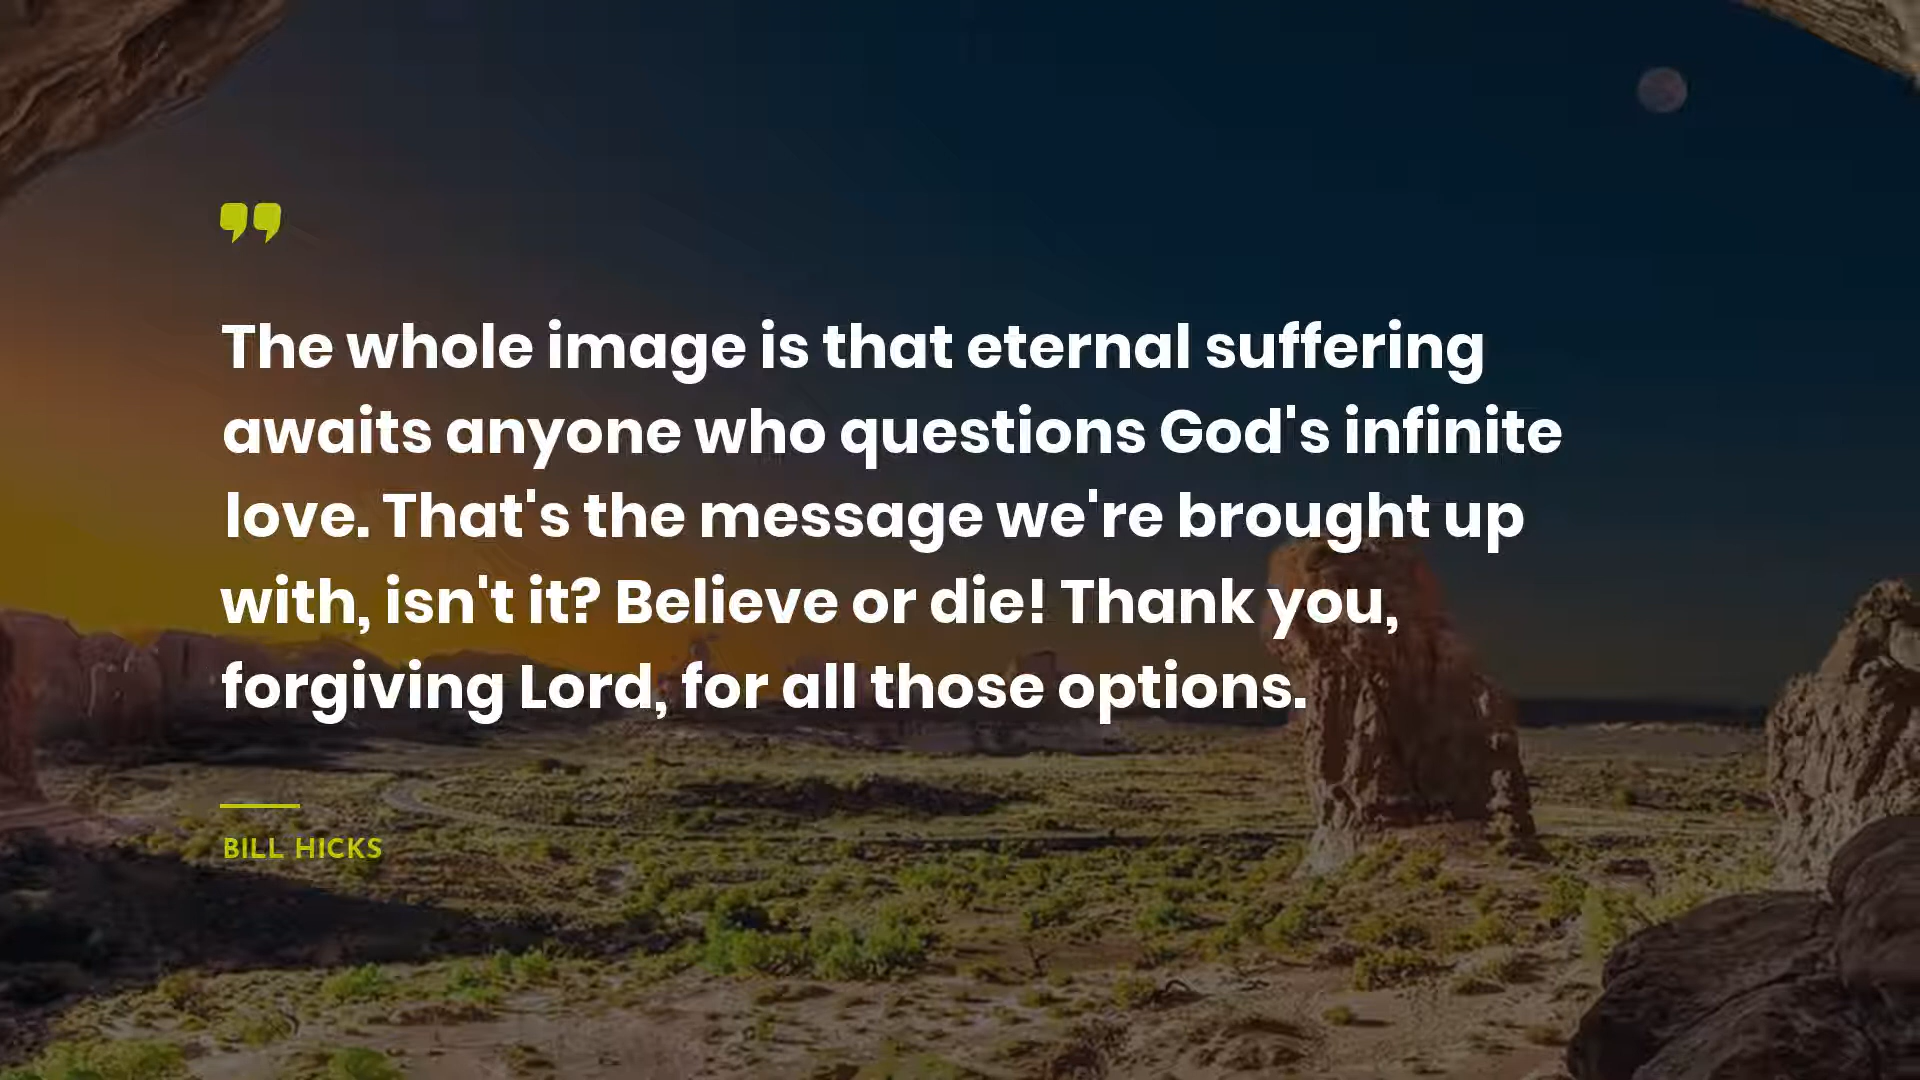 The whole image is that eternal suffering
awaits anyone who questions God's infinite
love. That's the message we're brought up
with, isn't it? Believe or die! Thank you,
forgiving Lord, for all those options.
BILL HICKS